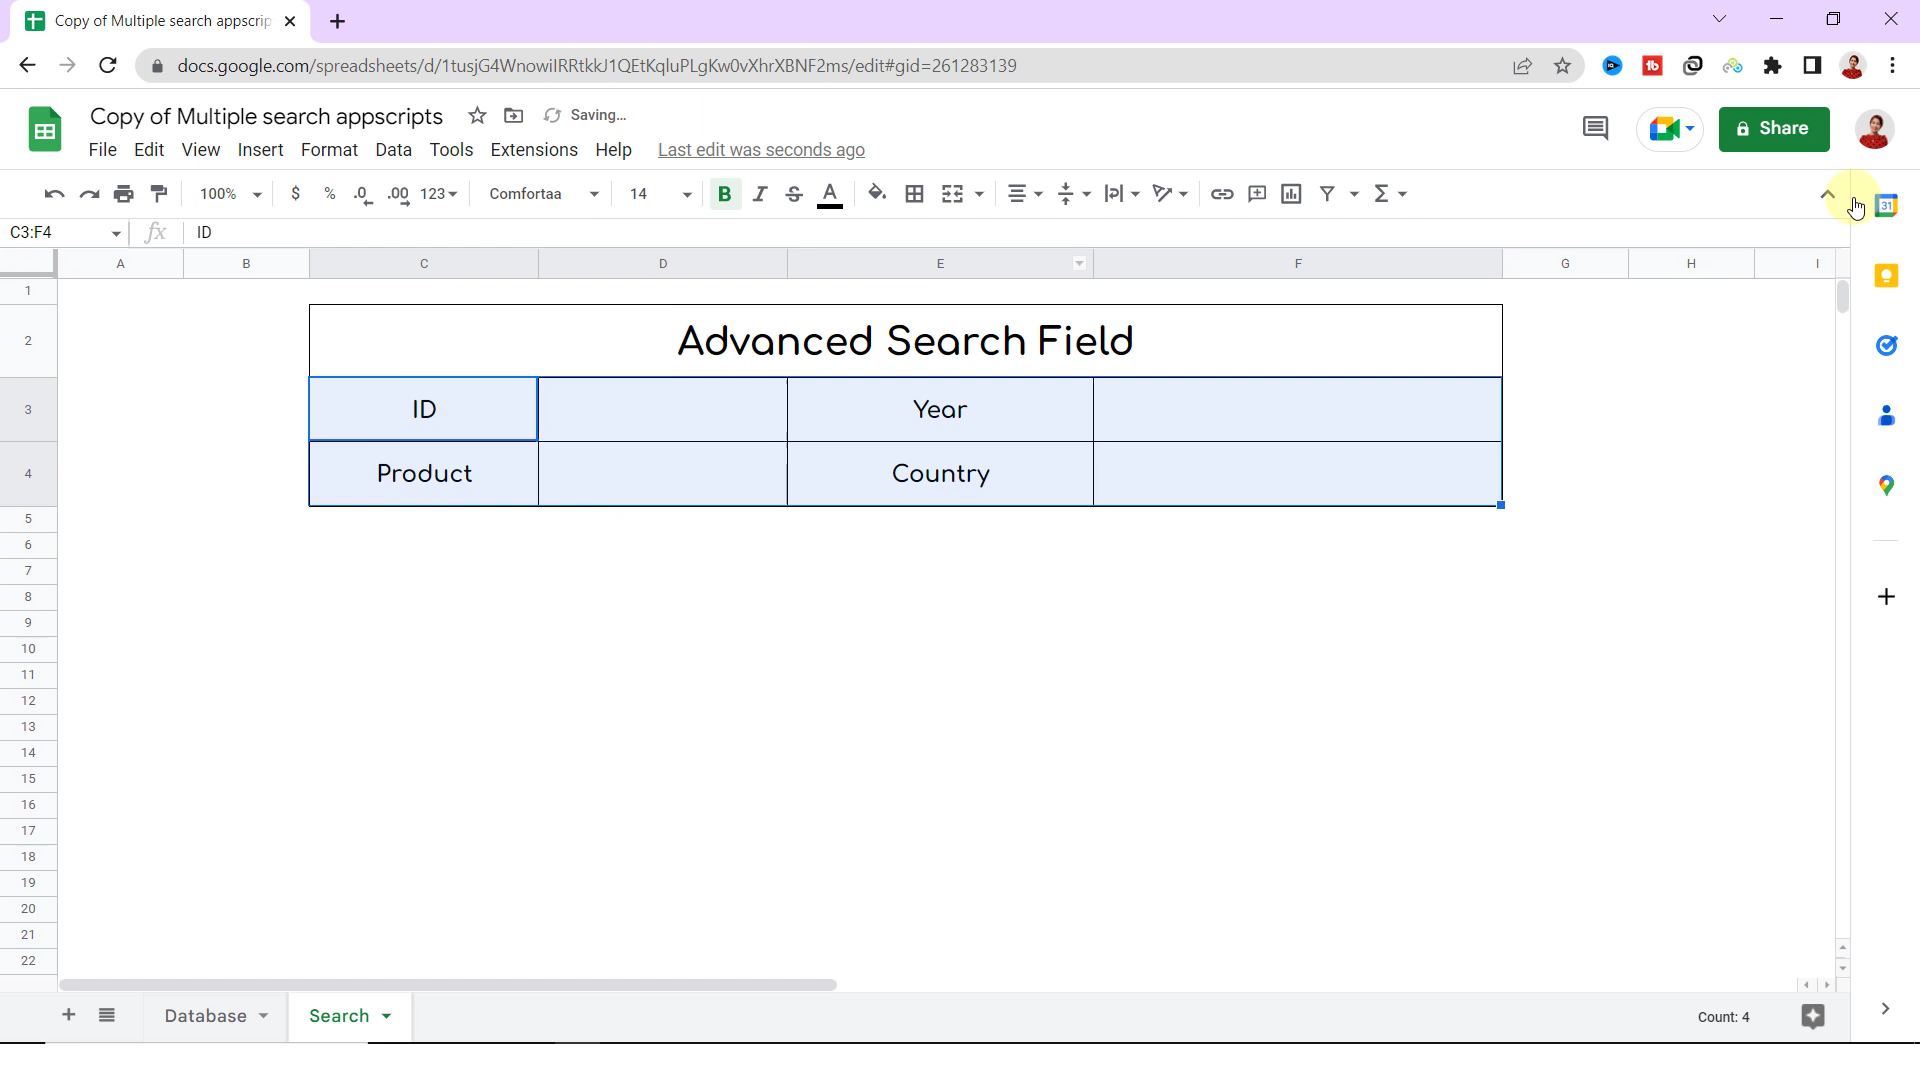 Copy of Multiple search appscrip
docs.google.com/spreadsheets/d/1tusjG4WnowilRRtkkJ1QEtKqluPLgKw0vXhrXBNF2ms/edit#gid=261283139
Copy of Multiple search appscripts Saving...
File Edit View Insert Format Data Tools Extensions Help Last edit was seconds ago
Share
100% $ % .0 .00 123 Comfortaa 14 B I S A
31
C3:F4 fx ID
A B C D E F G H I
1
2 Advanced Search Field
3 ID Year
4 Product Country
5
6
7
8
9
10
11
12
13
14
15
16
17
18
19
20
21
22
Database Search Count: 4